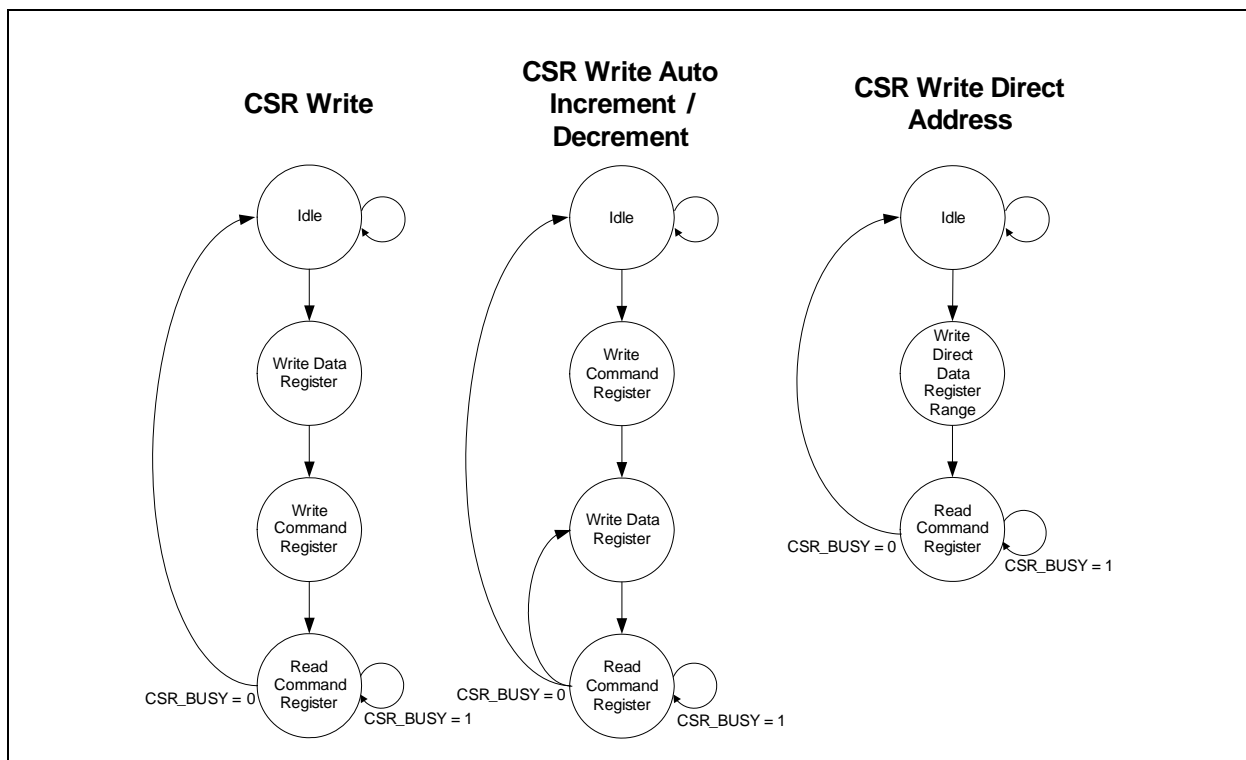 CSR Write
Idle
Write Data
Register
Write
Command
Register
Read
Command
Register
CSR_BUSY = 0
CSR_BUSY = 1
CSR Write Auto
Increment /
Decrement
Idle
Write
Command
Register
Write Data
Register
Read
Command
Register
CSR_BUSY = 0
CSR_BUSY = 1
CSR Write Direct
Address
Idle
Write
Direct
Data
Register
Range
Read
Command
Register
CSR_BUSY = 0
CSR_BUSY = 1